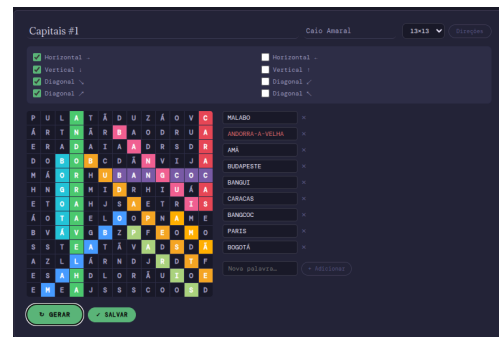 Capitais #1
Caio Amaral
13×13
Direções
Horizontal →
Vertical ↓
Diagonal ↘
Diagonal ↗
Horizontal ←
Vertical ↑
Diagonal ↙
Diagonal ↖
P U L A T Ã D U Z Á O V C
Á R T N Ã R B A O D R U A
E R A D A I A A D R S D R
D O B O B C D Ã N V I J A
M Á O R H U B A N G C O C
H N G R M I D R H I U Á A
E T O A H J S A E T R I S
Á O T A E L O O P N A M E
B V Á V G B Z P F E O M O
S S T E A T Ã V A D S D Ã
A Z L L Á R N D J R D T F
E S A H D L O R Ã U I O E
E M E A J S S S C O O S D
MALABO ×
ANDORRA-A-VELHA ×
AMÃ ×
BUDAPESTE ×
BANGUI ×
CARACAS ×
BANGCOC ×
PARIS ×
BOGOTÁ ×
Nova palavra…
+ Adicionar
↻ GERAR
✓ SALVAR